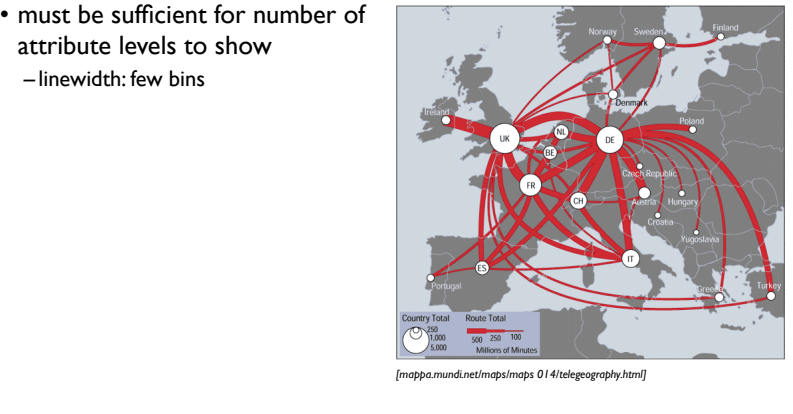 • must be sufficient for number of
attribute levels to show
–linewidth: few bins
Norway
Sweden
Finland
Denmark
Ireland
UK
NL
BE
DE
Poland
Czech Republic
FR
CH
Austria
Hungary
Croatia
Yugoslavia
IT
ES
Portugal
Greece
Turkey
Country Total
250
1,000
5,000
Route Total
500 250 100
Millions of Minutes
[mappa.mundi.net/maps/maps 014/telegeography.html]